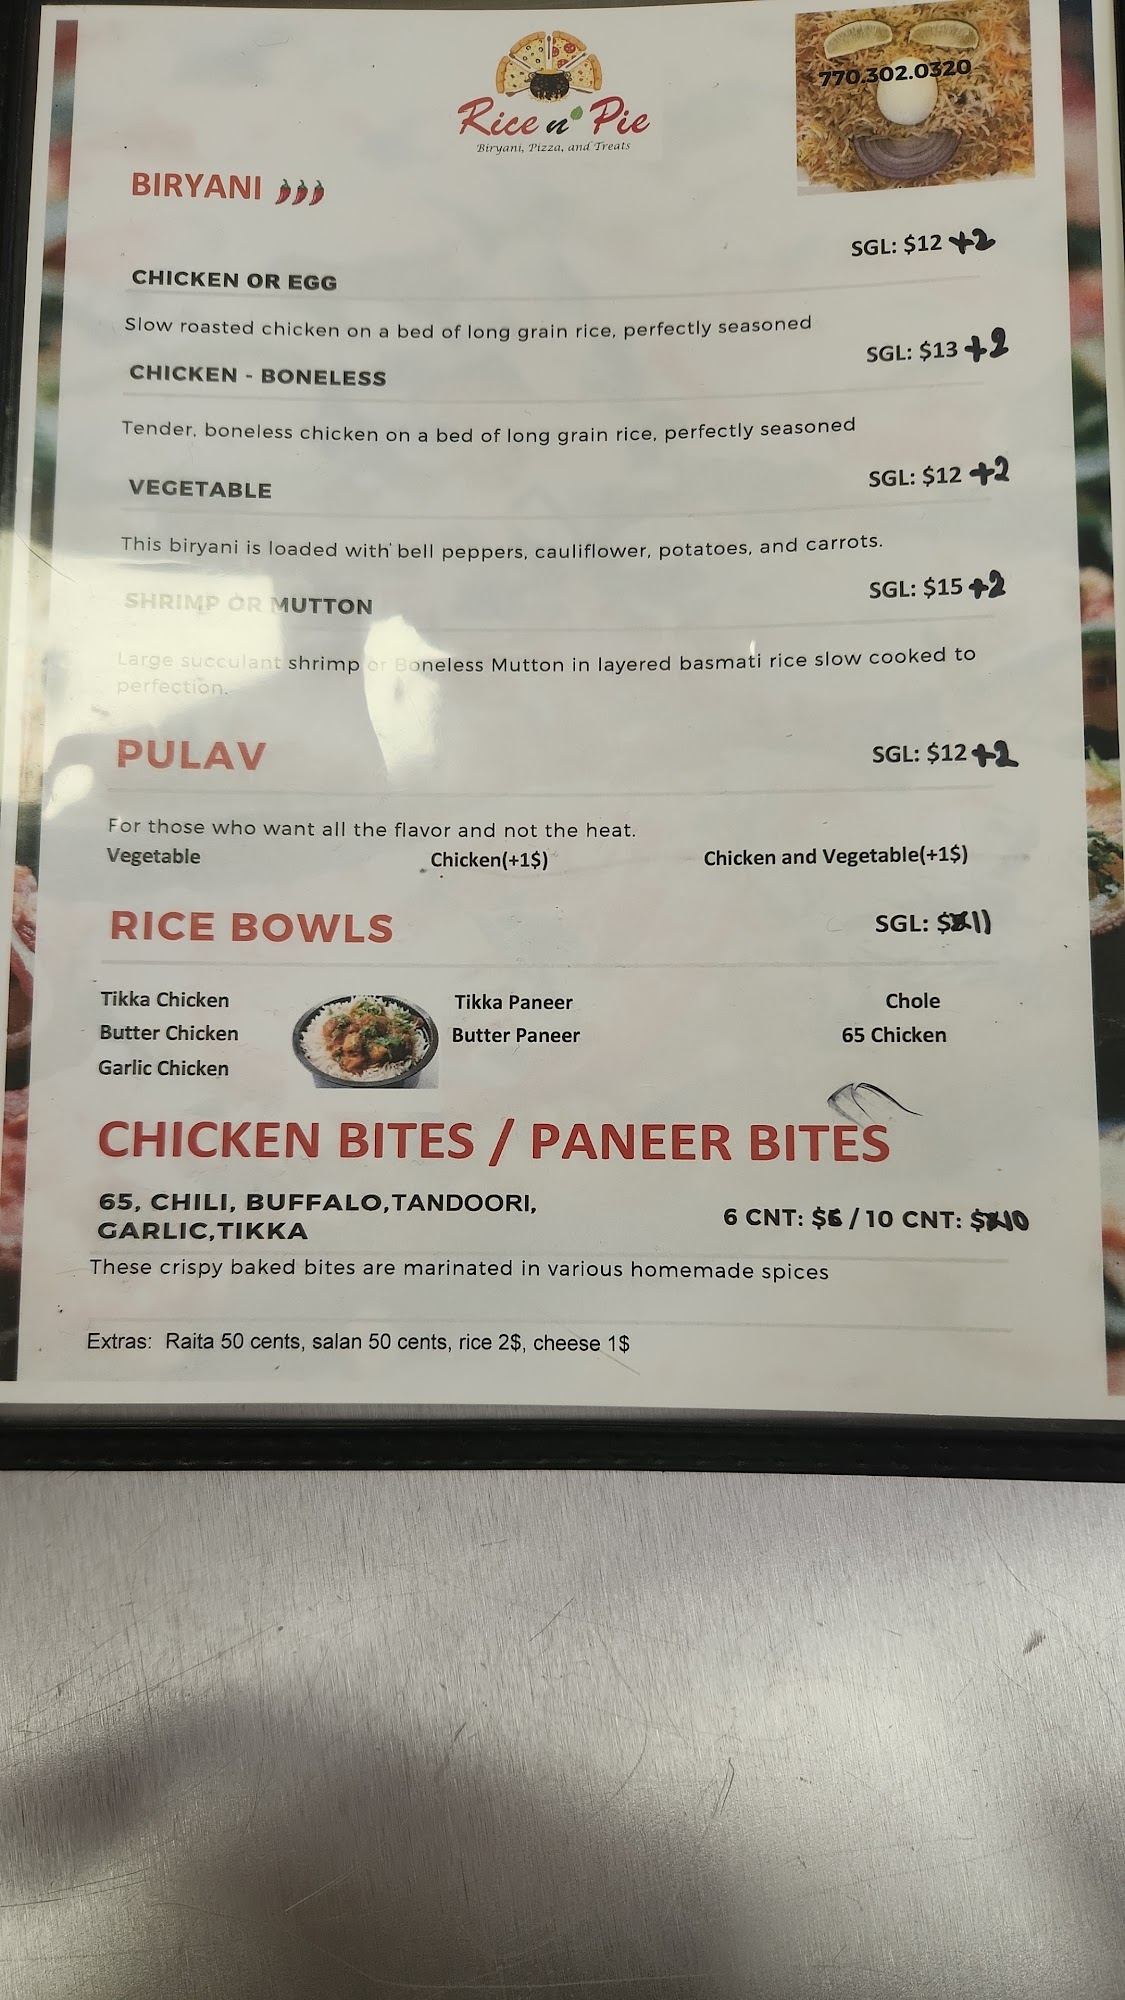 Rice n' Pie
Biryani, Pizza, and Treats
770.302.0320
BIRYANI
SGL: $12 +2
CHICKEN OR EGG
Slow roasted chicken on a bed of long grain rice, perfectly seasoned
SGL: $13 +2
CHICKEN - BONELESS
Tender, boneless chicken on a bed of long grain rice, perfectly seasoned
SGL: $12 +2
VEGETABLE
This biryani is loaded with bell peppers, cauliflower, potatoes, and carrots.
SGL: $15 +2
SHRIMP OR MUTTON
Large succulant shrimp or Boneless Mutton in layered basmati rice slow cooked to
perfection.
PULAV SGL: $12 +2
For those who want all the flavor and not the heat.
Vegetable Chicken(+1$) Chicken and Vegetable(+1$)
RICE BOWLS SGL: $11
Tikka Chicken Tikka Paneer Chole
Butter Chicken Butter Paneer 65 Chicken
Garlic Chicken
CHICKEN BITES / PANEER BITES
65, CHILI, BUFFALO,TANDOORI,
GARLIC,TIKKA
6 CNT: $6 / 10 CNT: $10
These crispy baked bites are marinated in various homemade spices
Extras: Raita 50 cents, salan 50 cents, rice 2$, cheese 1$